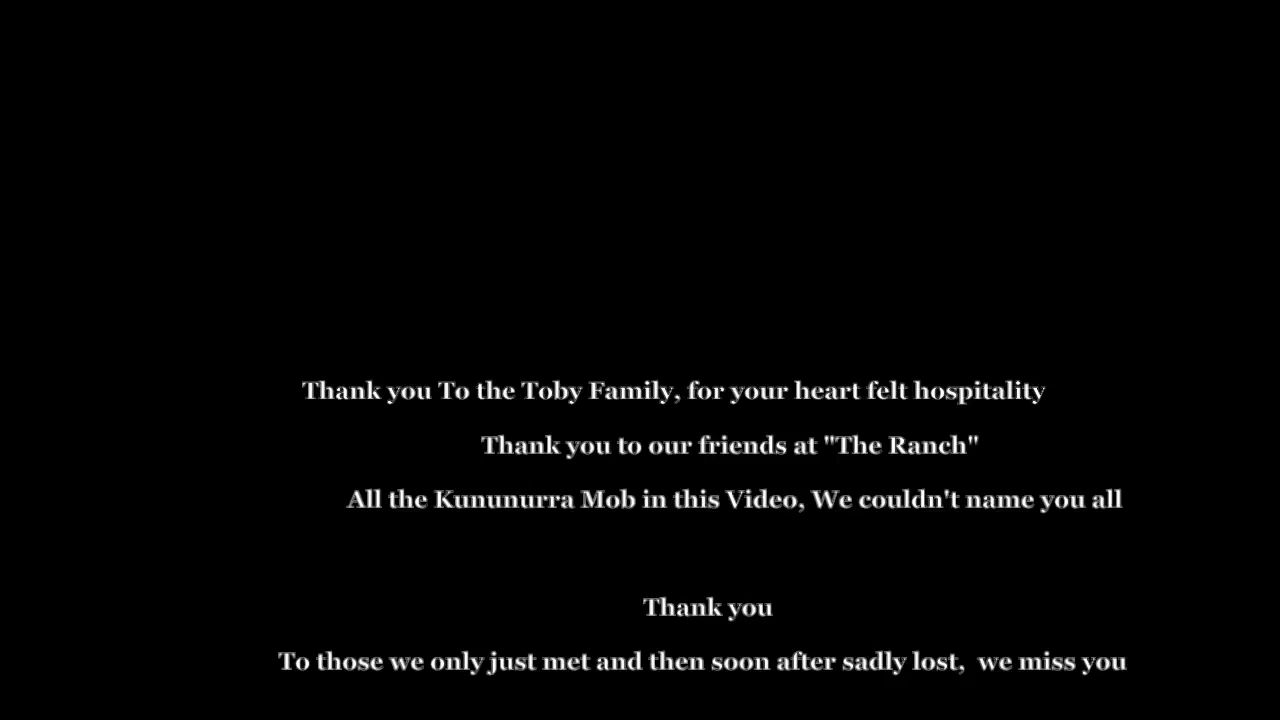 Thank you To the Toby Family, for your heart felt hospitality
Thank you to our friends at "The Ranch"
All the Kununurra Mob in this Video, We couldn't name you all
Thank you
To those we only just met and then soon after sadly lost,  we miss you